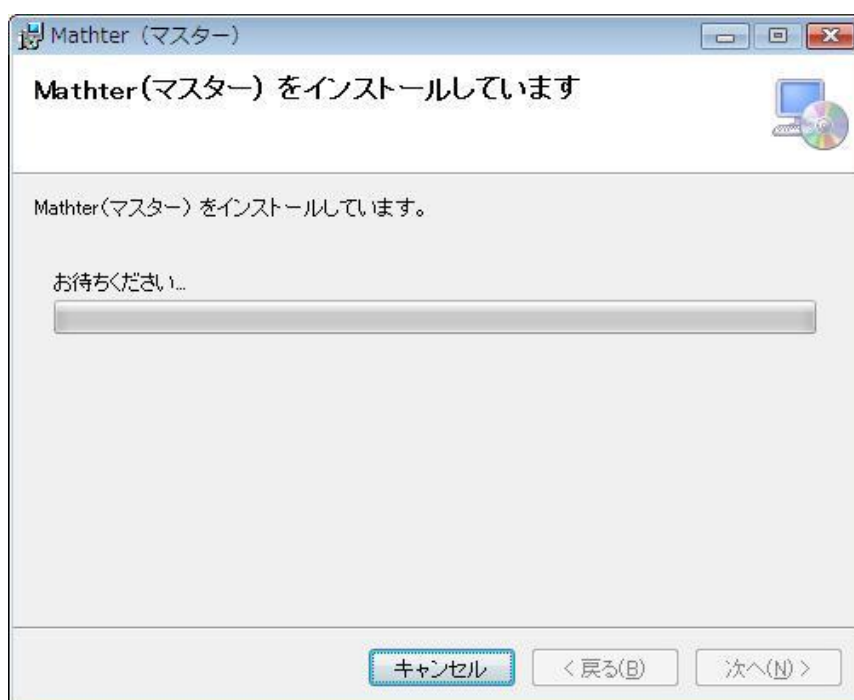 Mathter (マスター)
Mathter(マスター) をインストールしています
Mathter(マスター) をインストールしています。
お待ちください...
キャンセル
< 戻る(B)
次へ(N) >